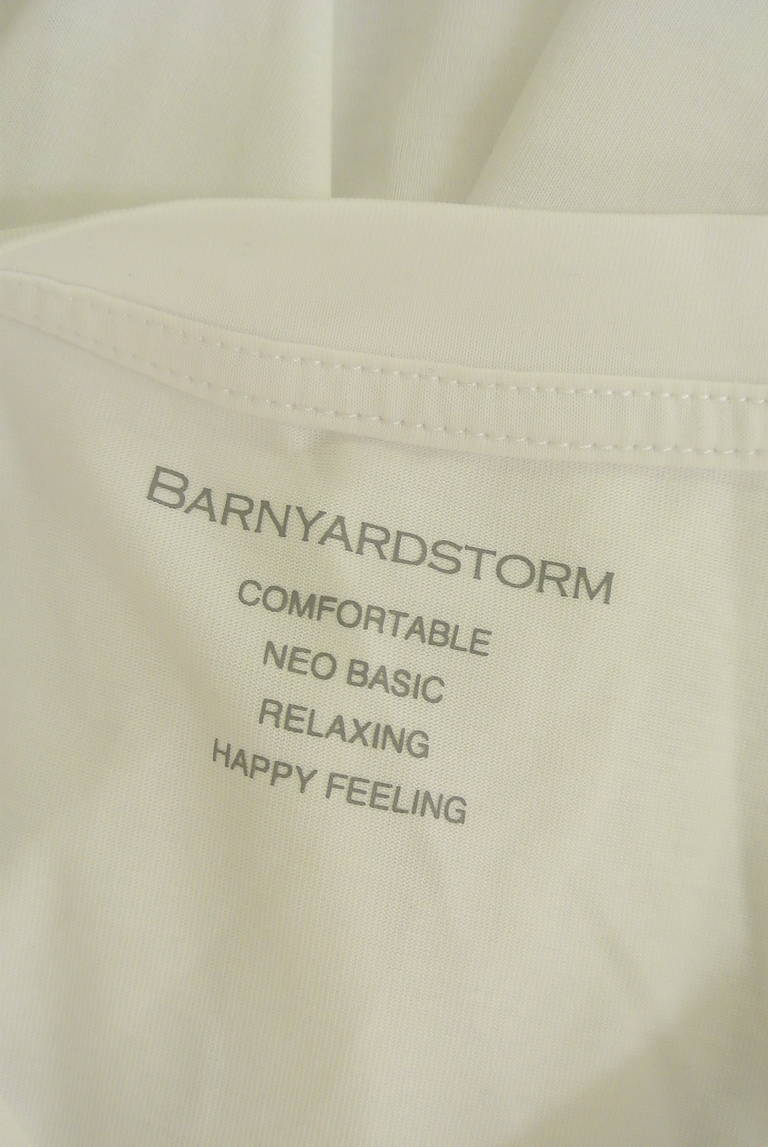 BARNYARDSTORM
COMFORTABLE
NEO BASIC
RELAXING
HAPPY FEELING